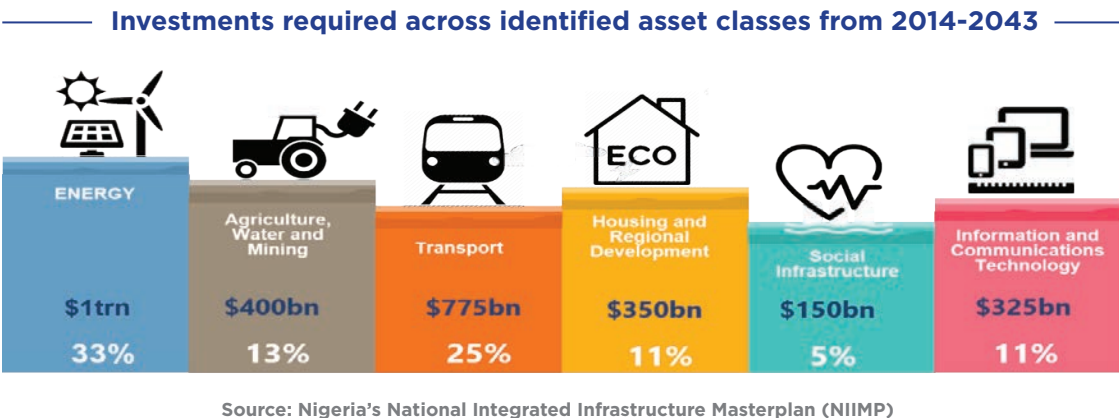 Investments required across identified asset classes from 2014-2043
ECO
ENERGY
$1trn
33%
Agriculture,
Water and
Mining
$400bn
13%
Transport
$775bn
25%
Housing and
Regional
Development
$350bn
11%
Social
Infrastructure
$150bn
5%
Information and
Communications
Technology
$325bn
11%
Source: Nigeria's National Integrated Infrastructure Masterplan (NIIMP)